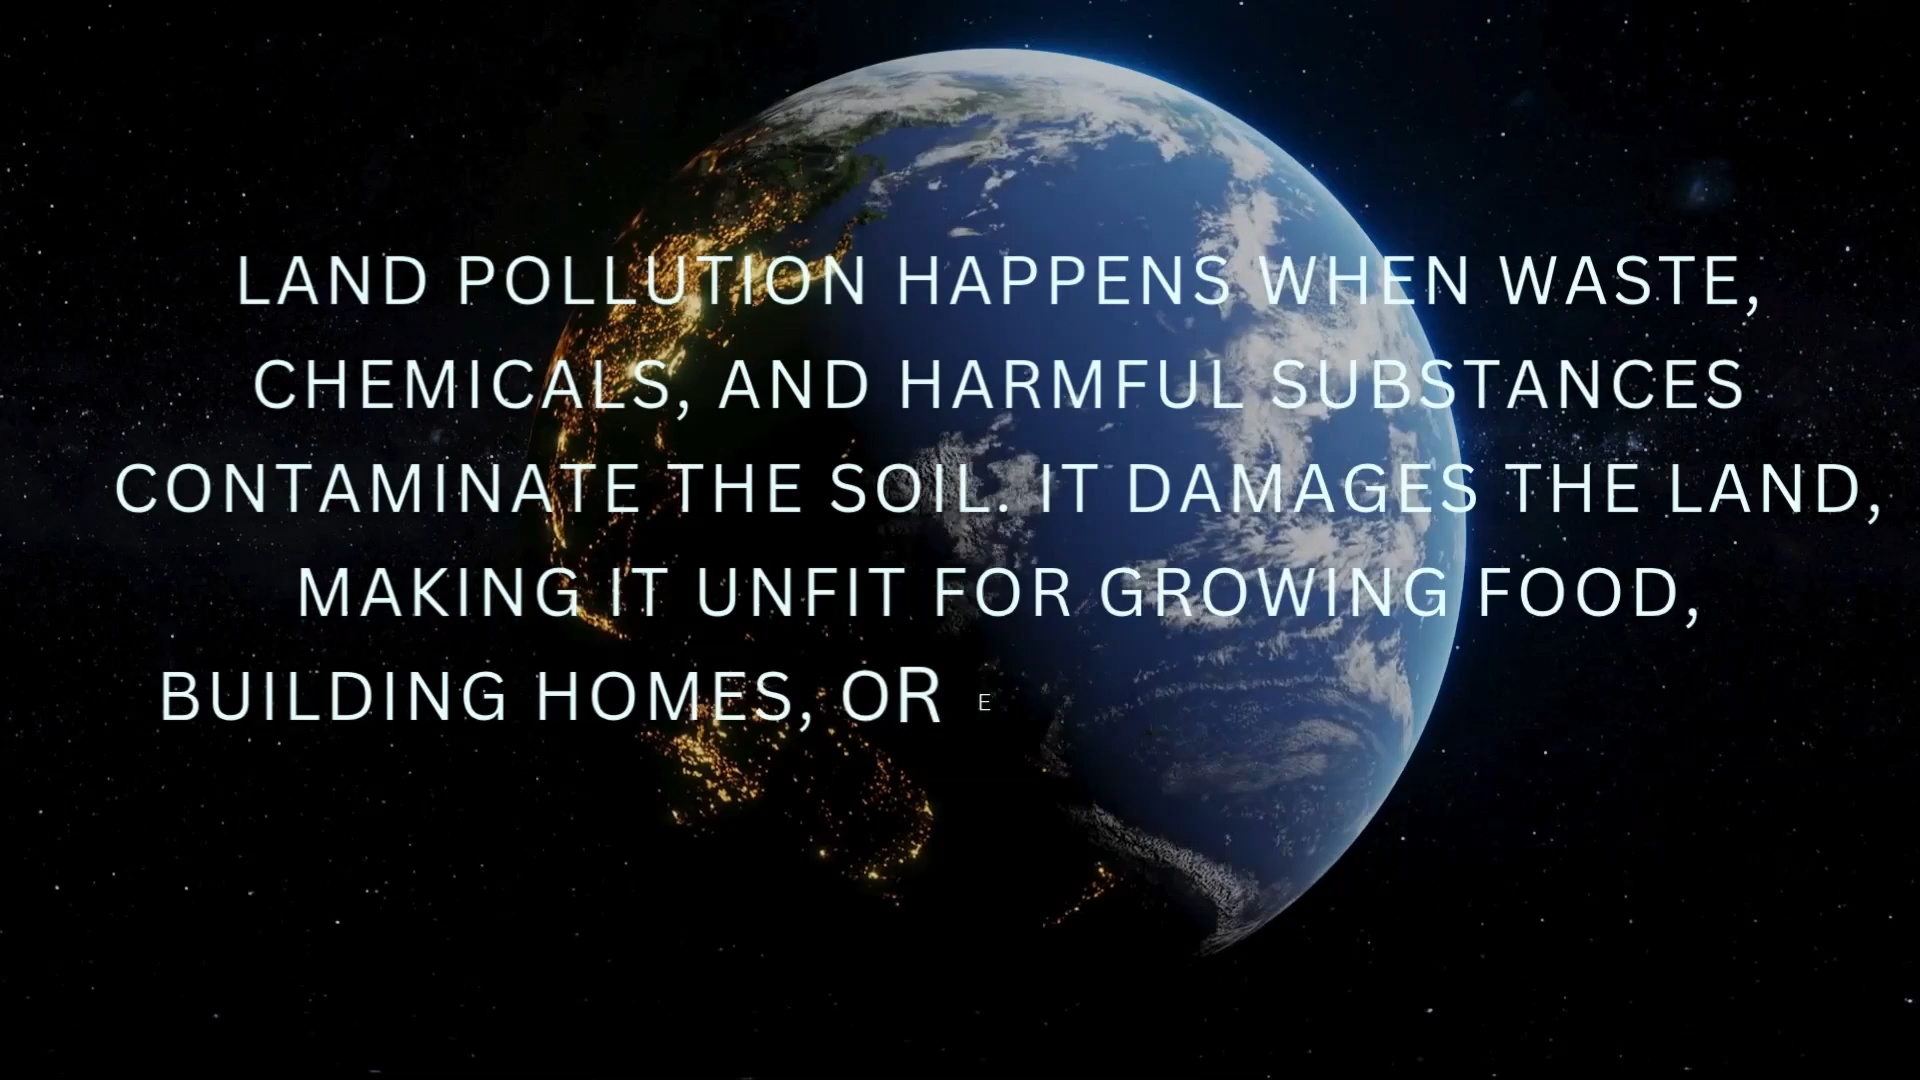 LAND POLLUTION HAPPENS WHEN WASTE,
CHEMICALS, AND HARMFUL SUBSTANCES
CONTAMINATE THE SOIL. IT DAMAGES THE LAND,
MAKING IT UNFIT FOR GROWING FOOD,
BUILDING HOMES, OR E